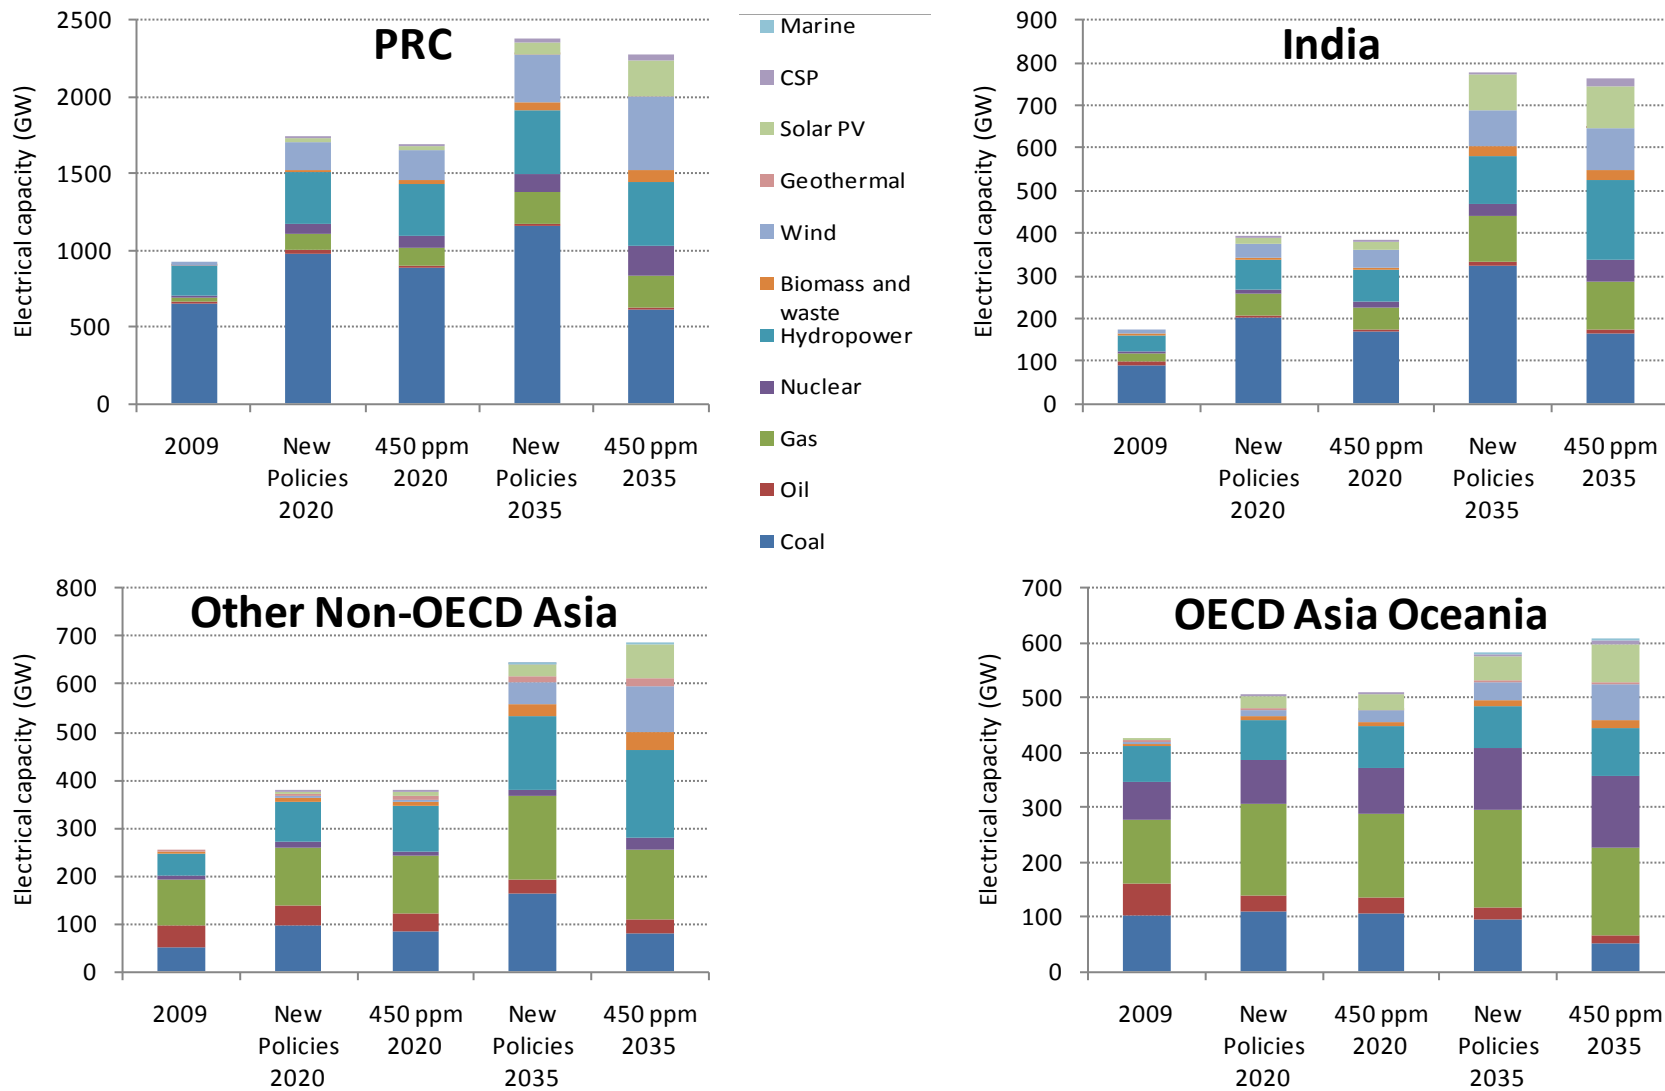 PRC
Electrical capacity (GW)
2500
2000
1500
1000
500
0
2009
New
Policies
2020
450 ppm
2020
New
Policies
2035
450 ppm
2035
Marine
CSP
Solar PV
Geothermal
Wind
Biomass and
waste
Hydropower
Nuclear
Gas
Oil
Coal
India
Electrical capacity (GW)
900
800
700
600
500
400
300
200
100
0
2009
New
Policies
2020
450 ppm
2020
New
Policies
2035
450 ppm
2035
Other Non-OECD Asia
Electrical capacity (GW)
800
700
600
500
400
300
200
100
0
2009
New
Policies
2020
450 ppm
2020
New
Policies
2035
450 ppm
2035
OECD Asia Oceania
Electrical capacity (GW)
700
600
500
400
300
200
100
0
2009
New
Policies
2020
450 ppm
2020
New
Policies
2035
450 ppm
2035